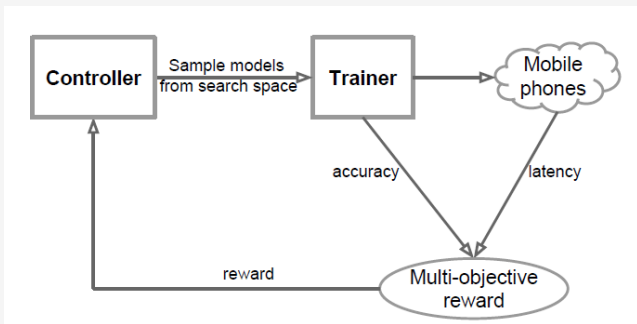 Controller
Sample models
from search space
Trainer
Mobile
phones
accuracy
latency
reward
Multi-objective
reward